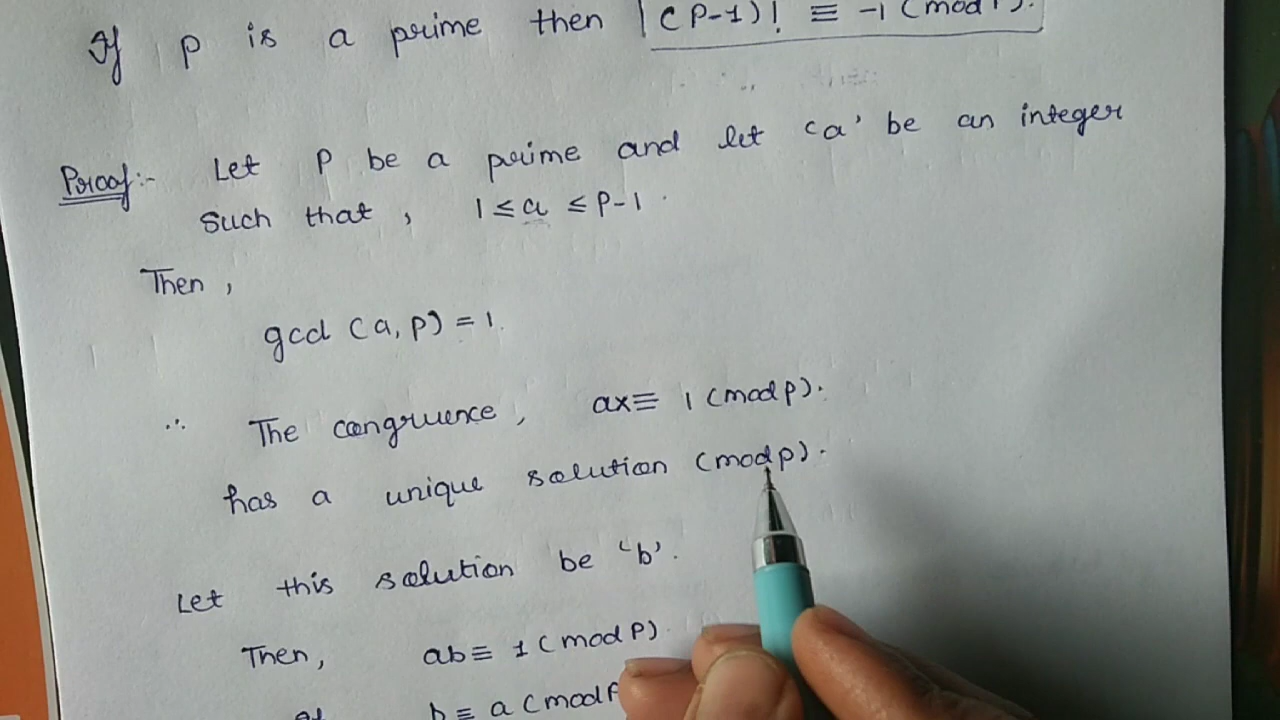 If p is a prime then (P-1)! ≡ -1 (mod P).
Proof:- Let P be a prime and let 'a' be an integer
Such that , 1 ≤ a ≤ P-1 .
Then ,
gcd (a, p) = 1.
∴ The congruence , ax ≡ 1 (mod p).
has a unique solution (mod p).
Let this solution be 'b'.
Then , ab ≡ 1 (mod P).
If b ≡ a (mod P